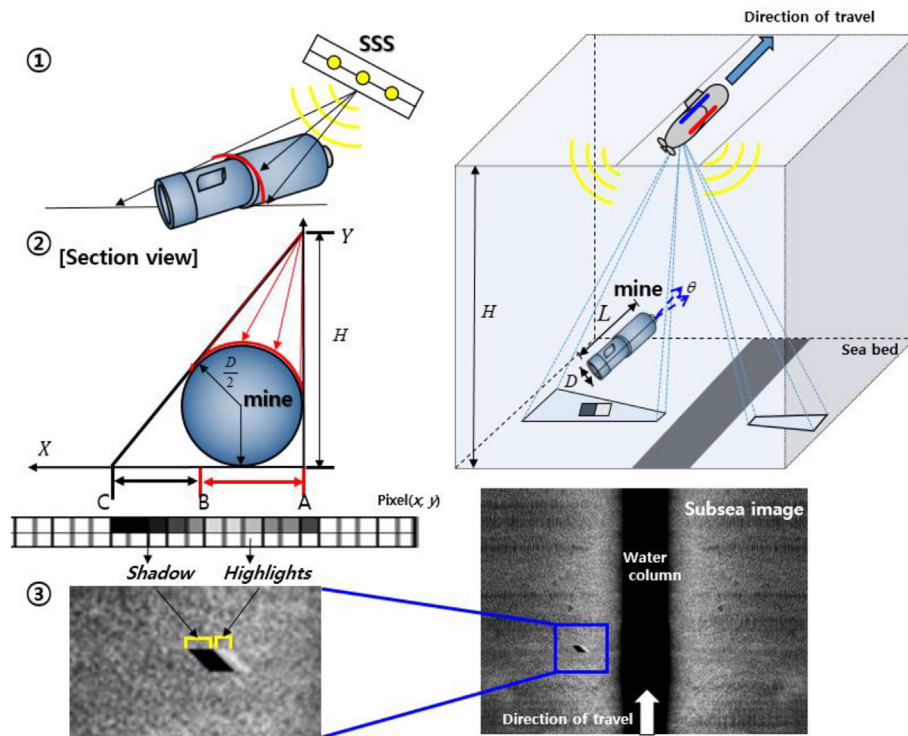 ①
SSS
②
[Section view]
Y
H
D
2
mine
X
C
B
A
Pixel(x, y)
Shadow
Highlights
③
Direction of travel
H
mine
θ
L
D
Sea bed
Subsea image
Water
column
Direction of travel